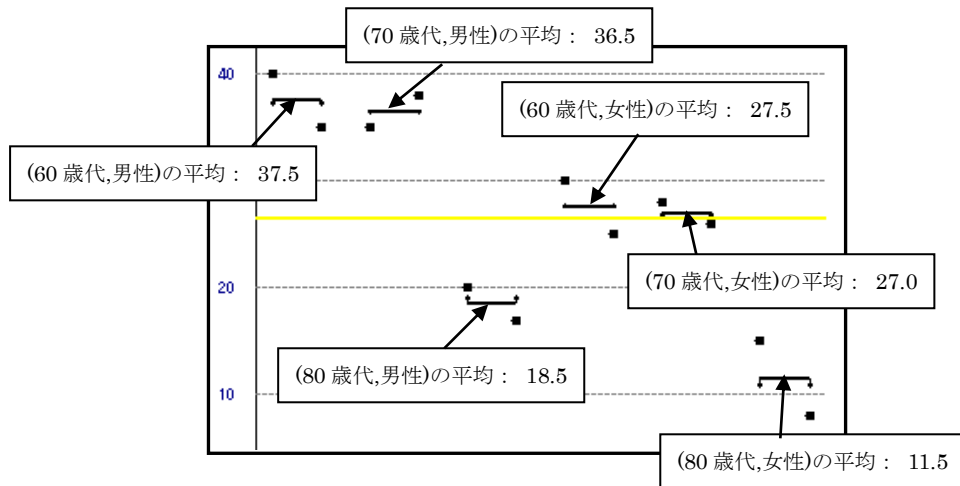 (70 歳代,男性)の平均： 36.5
40
(60 歳代,女性)の平均： 27.5
(60 歳代,男性)の平均： 37.5
(70 歳代,女性)の平均： 27.0
20
(80 歳代,男性)の平均： 18.5
10
(80 歳代,女性)の平均： 11.5